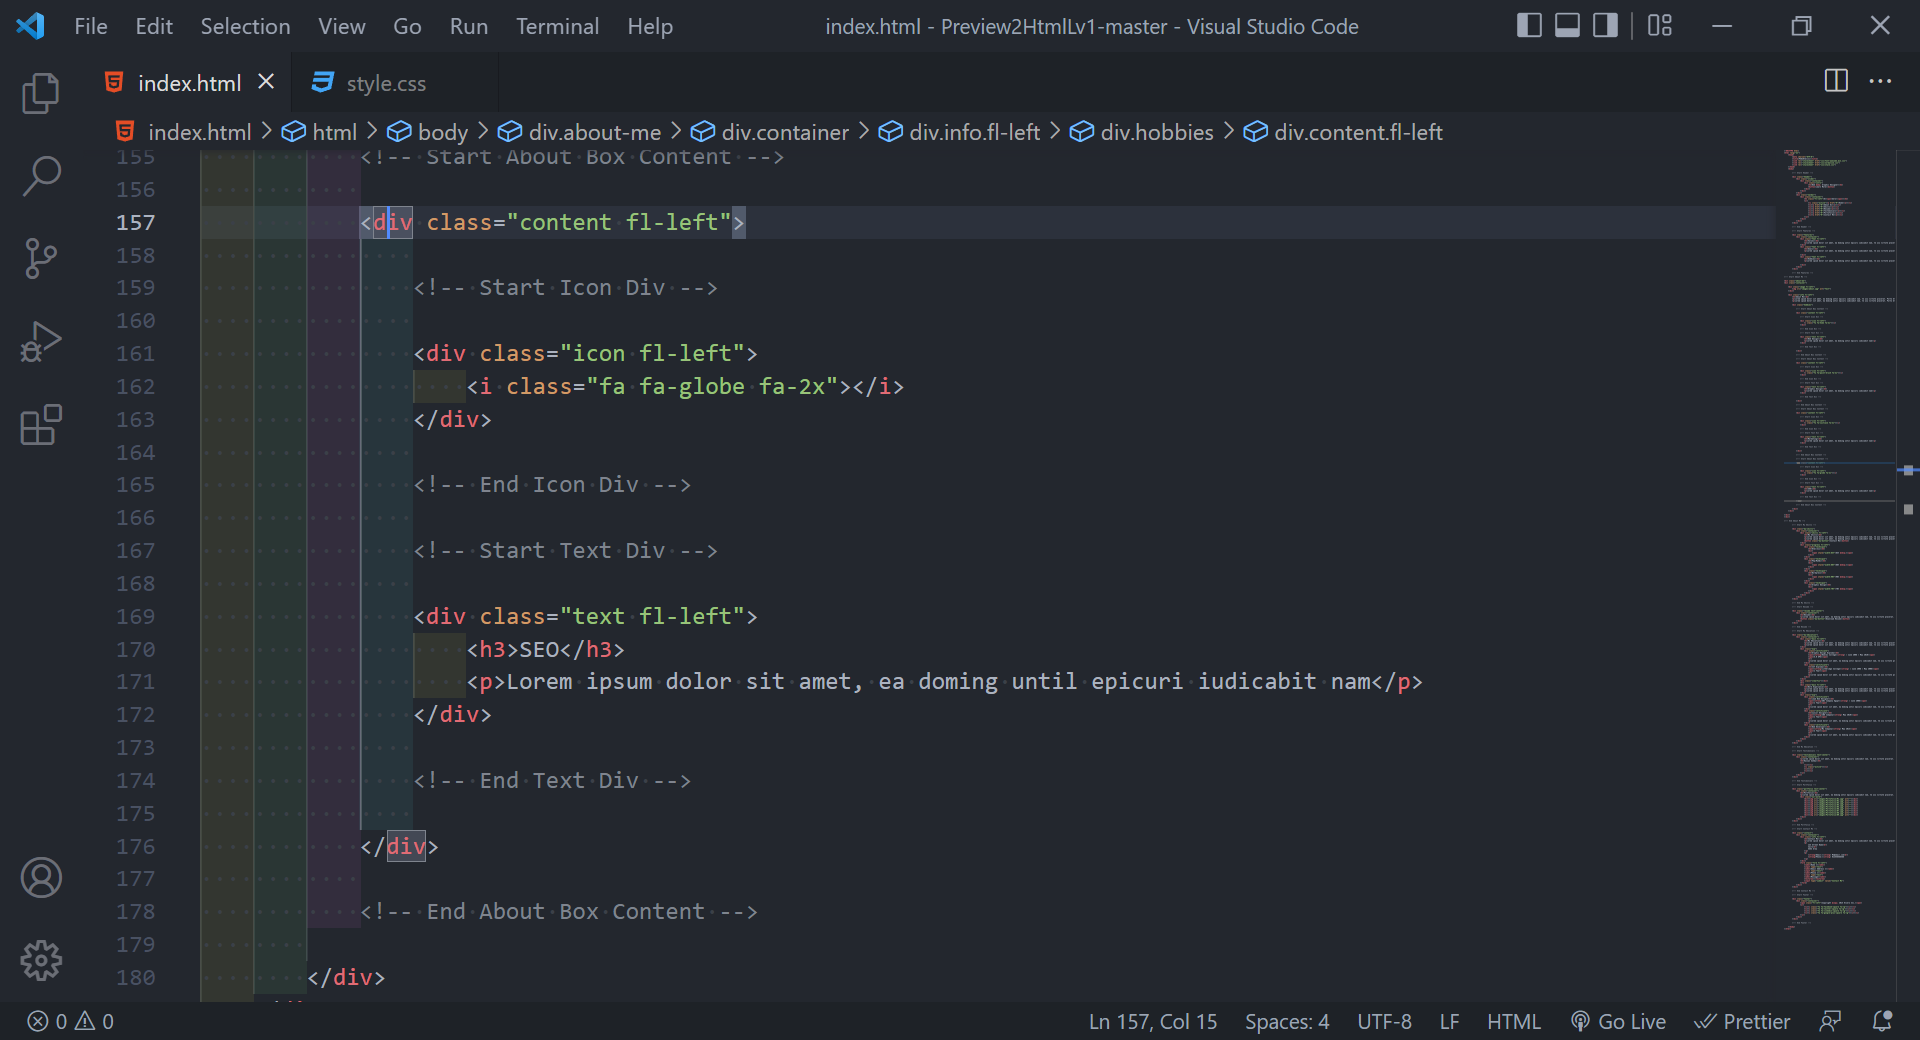 File Edit Selection View Go Run Terminal Help index.html - Preview2HtmlLv1-master - Visual Studio Code
index.html style.css
index.html > html > body > div.about-me > div.container > div.info.fl-left > div.hobbies > div.content.fl-left
155 <!-- Start About Box Content -->
156
157 <div class="content fl-left">
158
159 <!-- Start Icon Div -->
160
161 <div class="icon fl-left">
162 <i class="fa fa-globe fa-2x"></i>
163 </div>
164
165 <!-- End Icon Div -->
166
167 <!-- Start Text Div -->
168
169 <div class="text fl-left">
170 <h3>SEO</h3>
171 <p>Lorem ipsum dolor sit amet, ea doming until epicuri iudicabit nam</p>
172 </div>
173
174 <!-- End Text Div -->
175
176 </div>
177
178 <!-- End About Box Content -->
179
180 </div>
0 0 Ln 157, Col 15 Spaces: 4 UTF-8 LF HTML Go Live Prettier